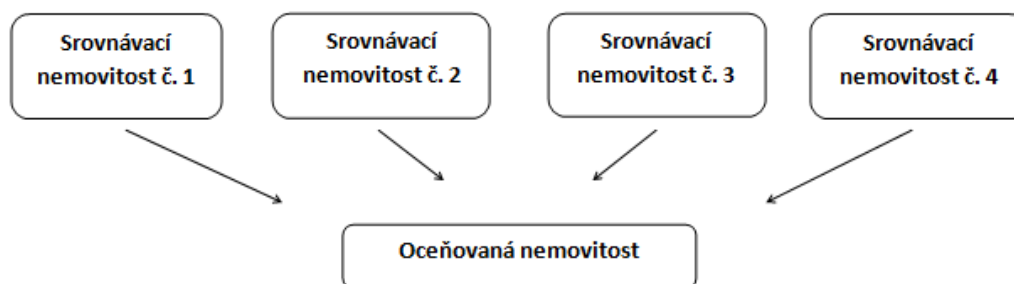 Srovnávací
nemovitost č. 1
Srovnávací
nemovitost č. 2
Srovnávací
nemovitost č. 3
Srovnávací
nemovitost č. 4
Oceňovaná nemovitost